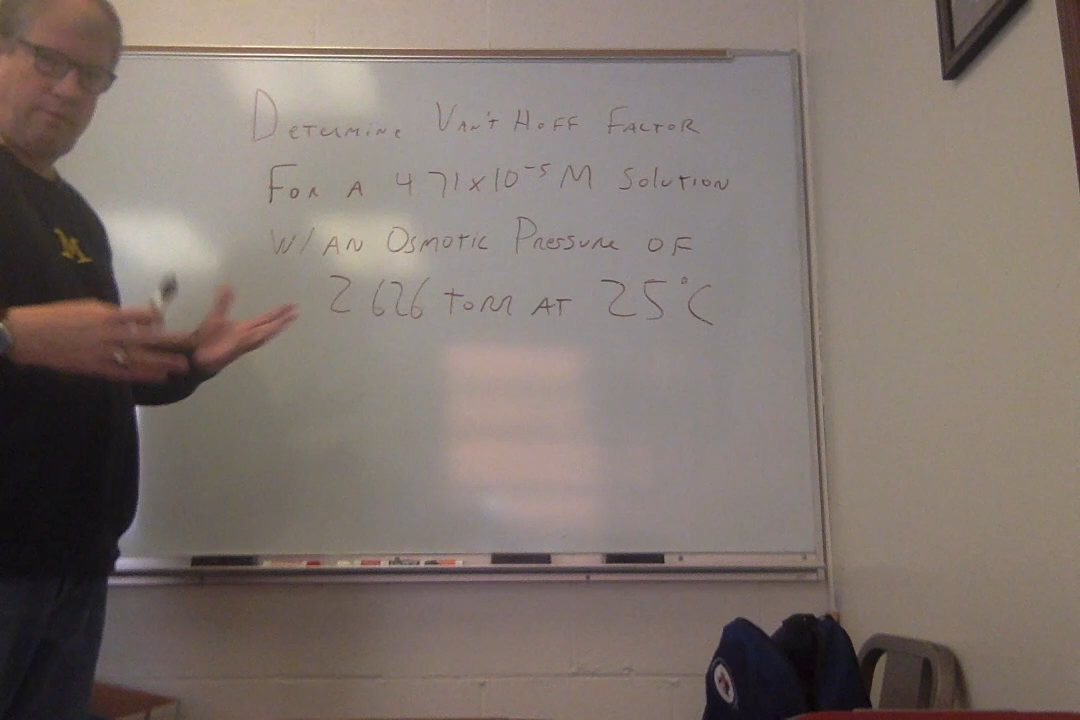 DETERMINE VAN'T HOFF FACTOR
FOR A 4.71x10⁻⁵ M SOLUTION
W/ AN OSMOTIC PRESSURE OF
2.626 TORR AT 25°C
M